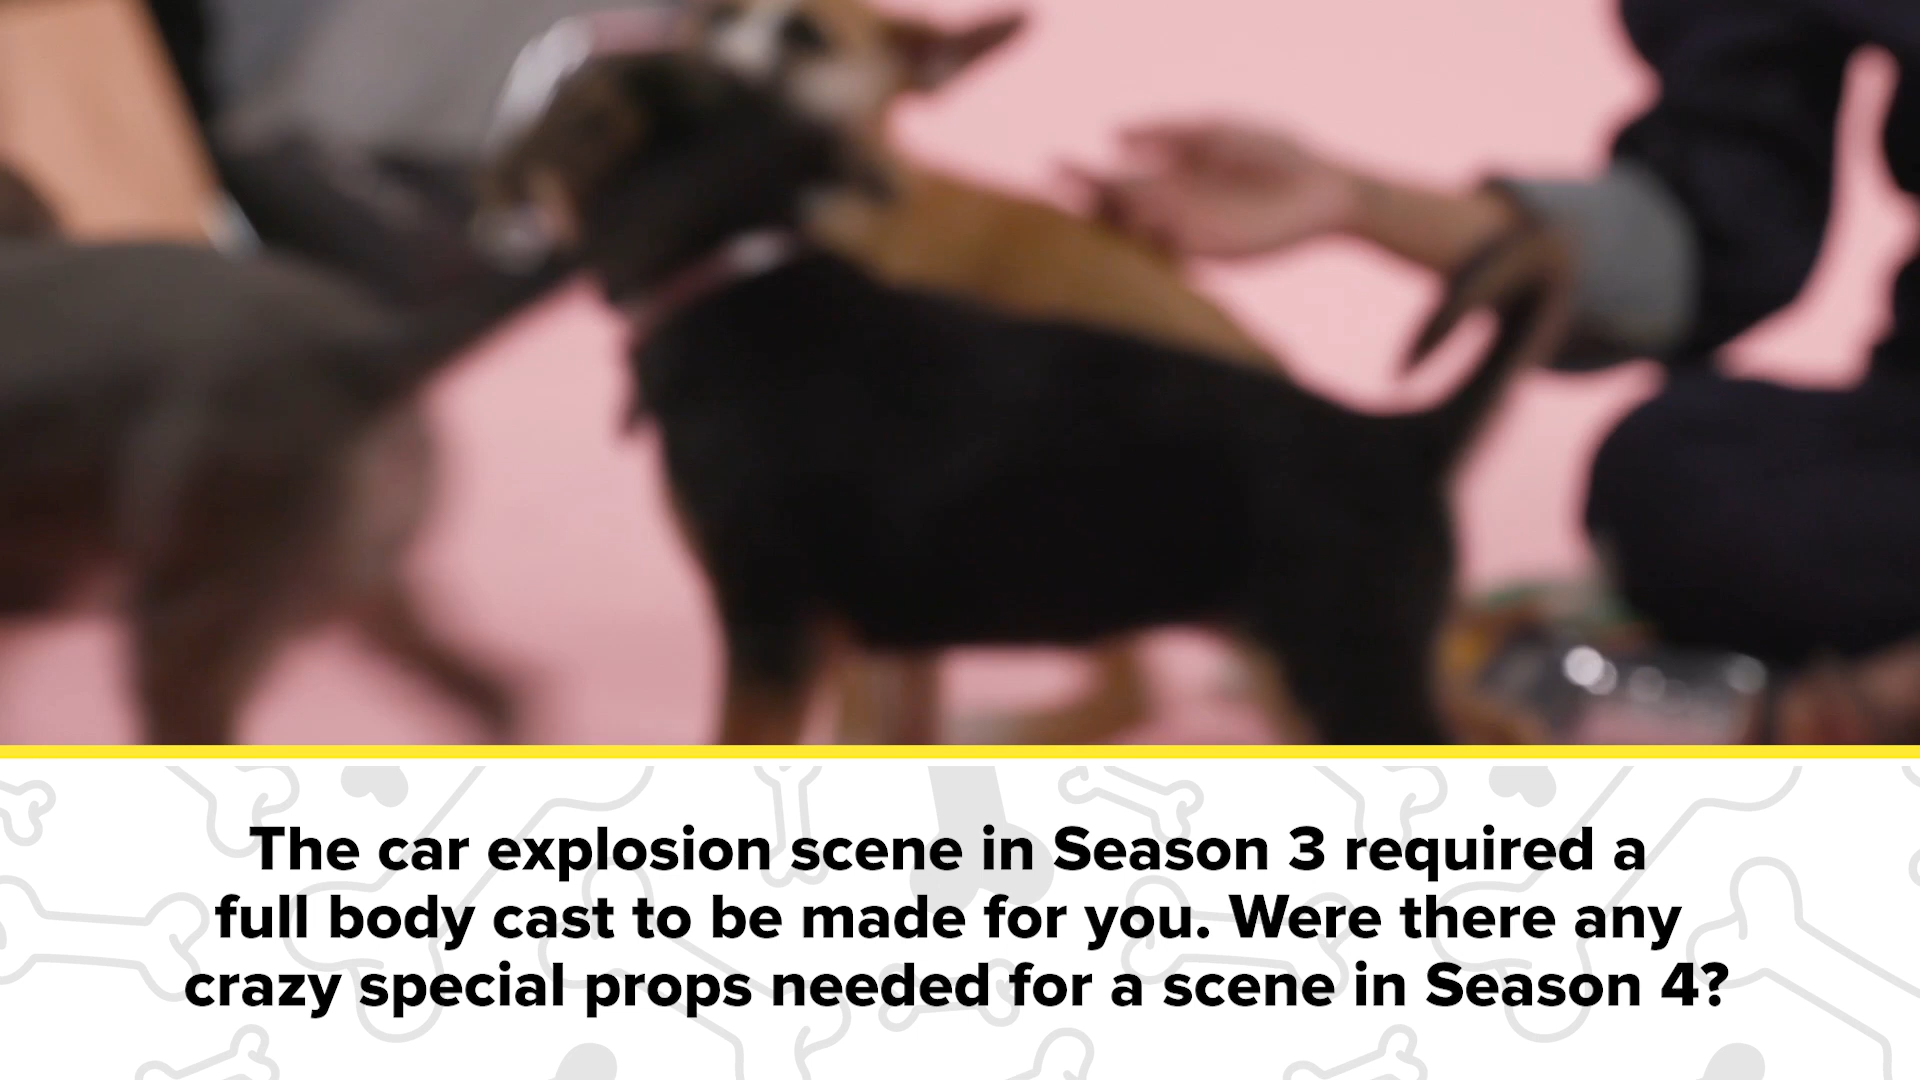 The car explosion scene in Season 3 required a
full body cast to be made for you. Were there any
crazy special props needed for a scene in Season 4?